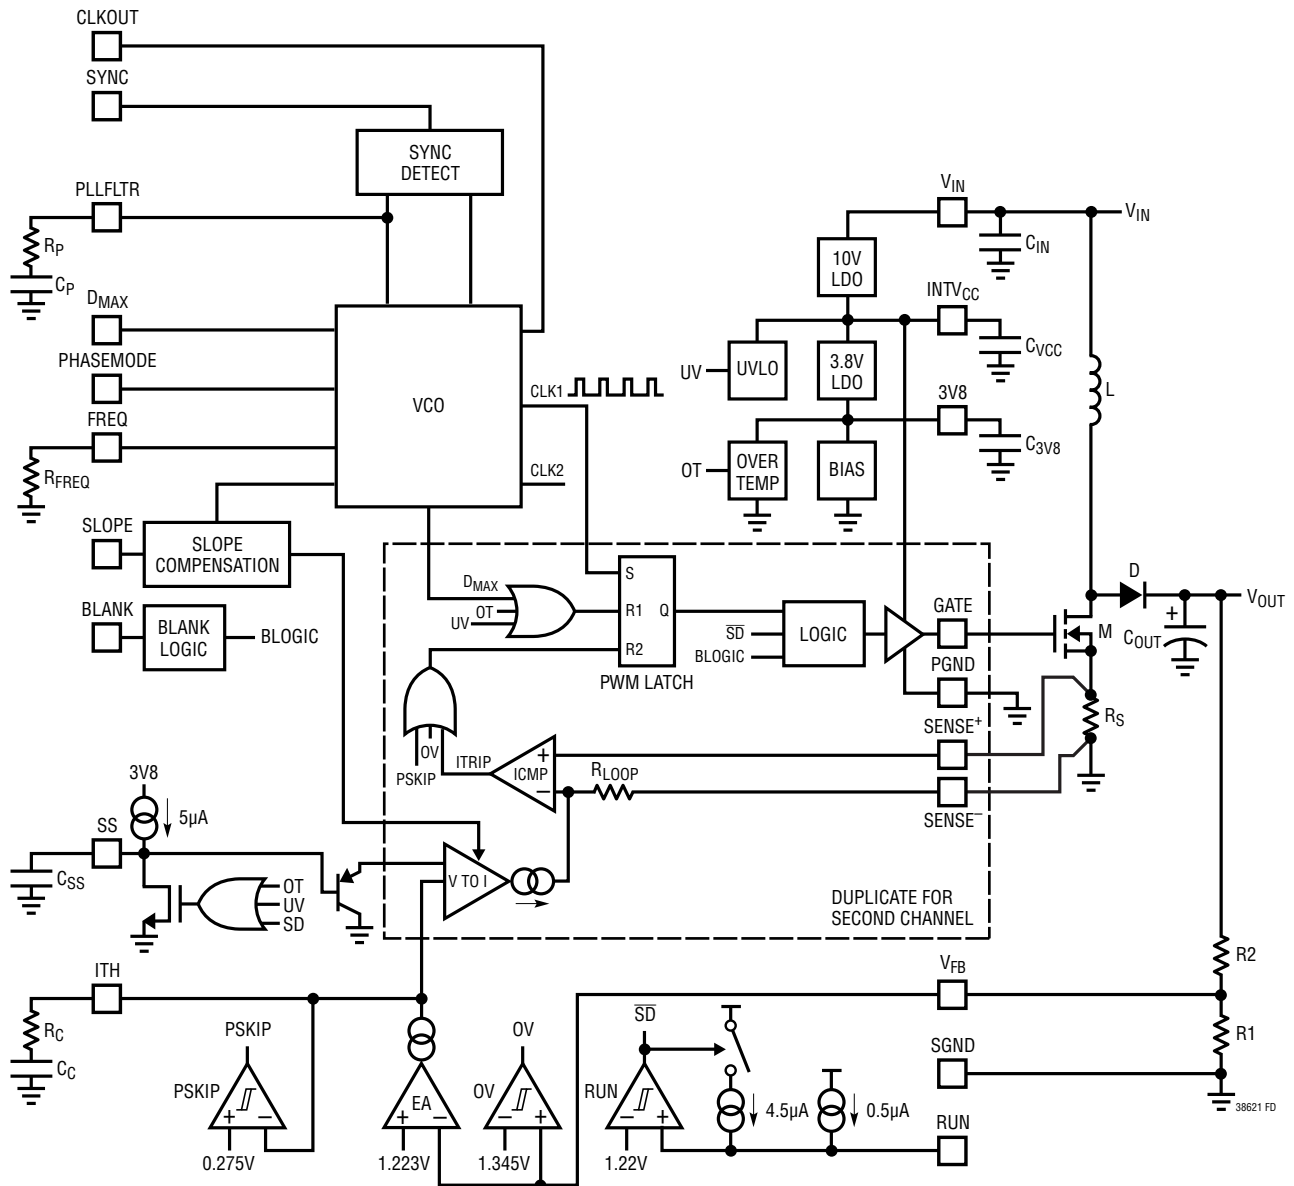 CLKOUT
SYNC
SYNC
DETECT
PLLFLTR
RP
CP
DMAX
PHASEMODE
FREQ
RFREQ
VCO
CLK1
CLK2
VIN
VIN
CIN
10V
LDO
INTVCC
CVCC
UV
UVLO
3.8V
LDO
3V8
C3V8
OT
OVER
TEMP
BIAS
L
SLOPE
SLOPE
COMPENSATION
BLANK
BLANK
LOGIC
BLOGIC
DMAX
OT
UV
S
R1
Q
R2
PWM LATCH
SD
BLOGIC
LOGIC
GATE
PGND
SENSE+
SENSE–
D
VOUT
M
+
COUT
RS
OV
PSKIP
ITRIP
+
ICMP
–
RLOOP
3V8
5µA
SS
CSS
OT
UV
SD
V TO I
DUPLICATE FOR
SECOND CHANNEL
ITH
RC
CC
PSKIP
PSKIP
+ –
0.275V
EA
+ –
1.223V
OV
OV
– +
1.345V
SD
RUN
– +
1.22V
4.5µA
0.5µA
VFB
SGND
RUN
R2
R1
38621 FD